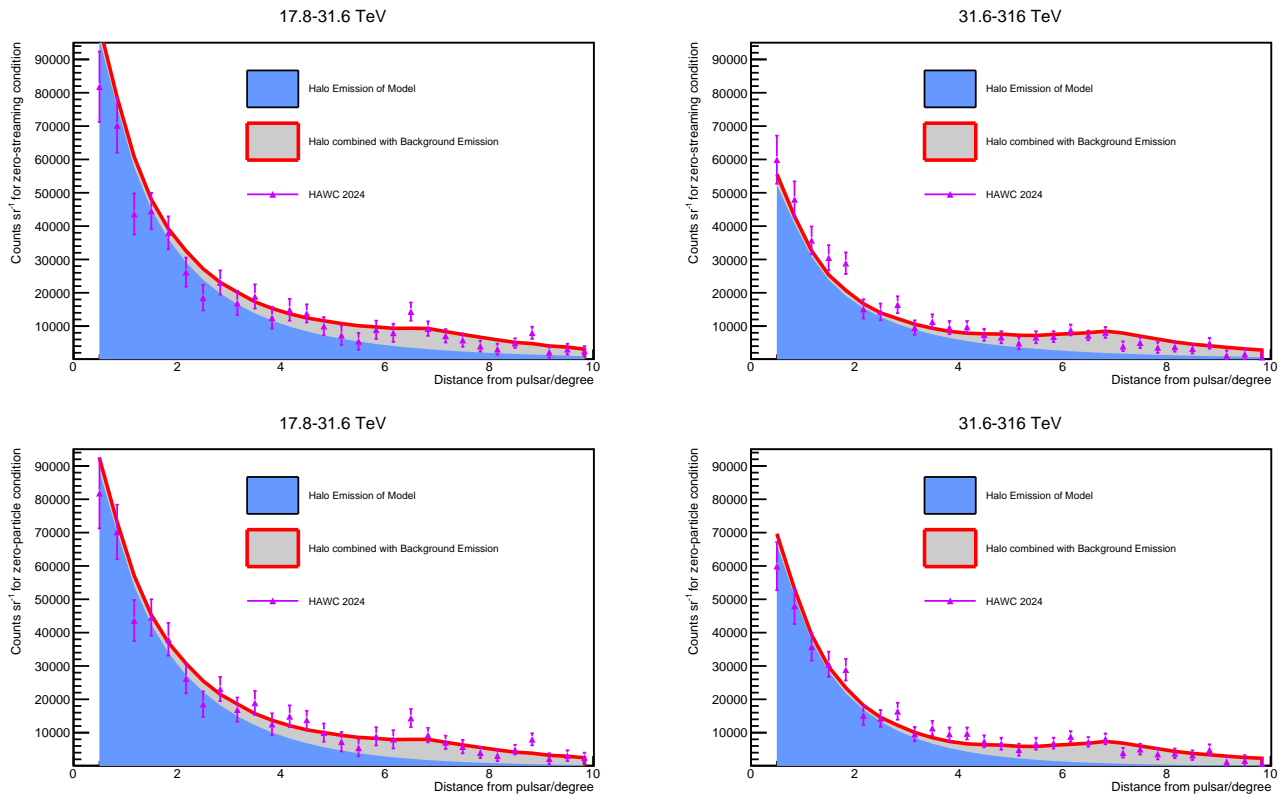 17.8-31.6 TeV
Counts sr-1 for zero-streaming condition
90000
80000
70000
60000
50000
40000
30000
20000
10000
0 2 4 6 8 10
Distance from pulsar/degree
Halo Emission of Model
Halo combined with Background Emission
HAWC 2024
31.6-316 TeV
Counts sr-1 for zero-streaming condition
90000
80000
70000
60000
50000
40000
30000
20000
10000
0 2 4 6 8 10
Distance from pulsar/degree
Halo Emission of Model
Halo combined with Background Emission
HAWC 2024
17.8-31.6 TeV
Counts sr-1 for zero-particle condition
90000
80000
70000
60000
50000
40000
30000
20000
10000
0 2 4 6 8 10
Distance from pulsar/degree
Halo Emission of Model
Halo combined with Background Emission
HAWC 2024
31.6-316 TeV
Counts sr-1 for zero-particle condition
90000
80000
70000
60000
50000
40000
30000
20000
10000
0 2 4 6 8 10
Distance from pulsar/degree
Halo Emission of Model
Halo combined with Background Emission
HAWC 2024